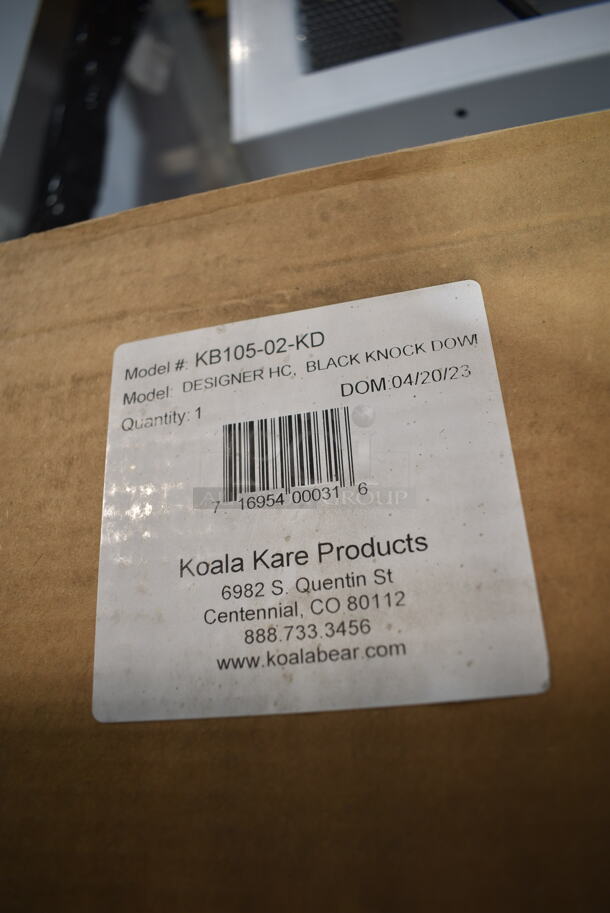 Model #: KB105-02-KD
Model: DESIGNER HC, BLACK KNOCK DOW
Quantity: 1
DOM:04/20/23
7 16954 00031 6
GROUP
Koala Kare Products
6982 S. Quentin St
Centennial, CO 80112
888.733.3456
www.koalabear.com